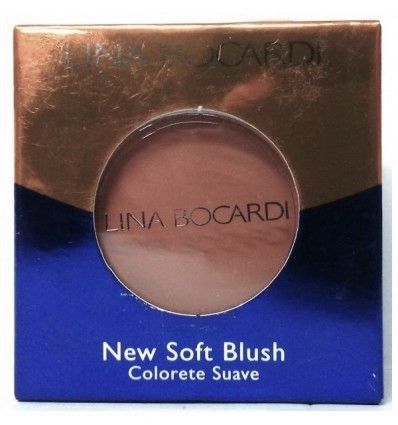 LINA BOCARDI
LINA BOCARDI
New Soft Blush
Colorete Suave